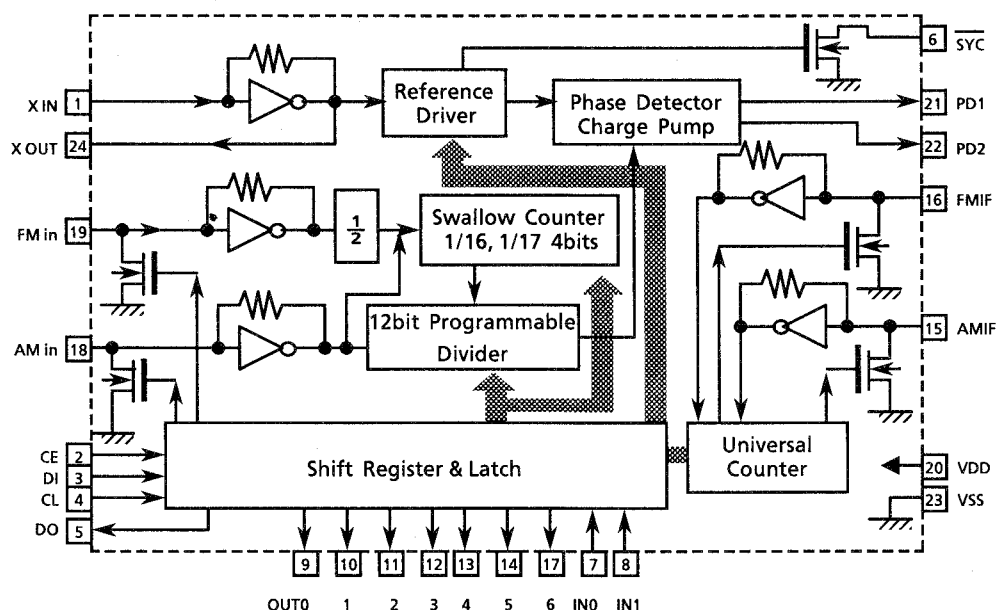 6
SYC
X IN 1
Reference
Driver
Phase Detector
Charge Pump
21 PD1
X OUT 24
22 PD2
16 FMIF
FM in 19
1
2
Swallow Counter
1/16, 1/17 4bits
15 AMIF
AM in 18
12bit Programmable
Divider
CE 2
DI 3
CL 4
DO 5
Shift Register & Latch
Universal
Counter
20 VDD
23 VSS
9 10 11 12 13 14 17 7 8
OUT0 1 2 3 4 5 6 IN0 IN1